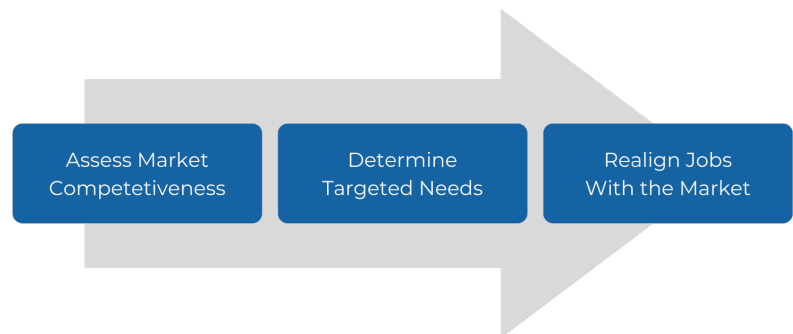 Assess Market
Competetiveness
Determine
Targeted Needs
Realign Jobs
With the Market